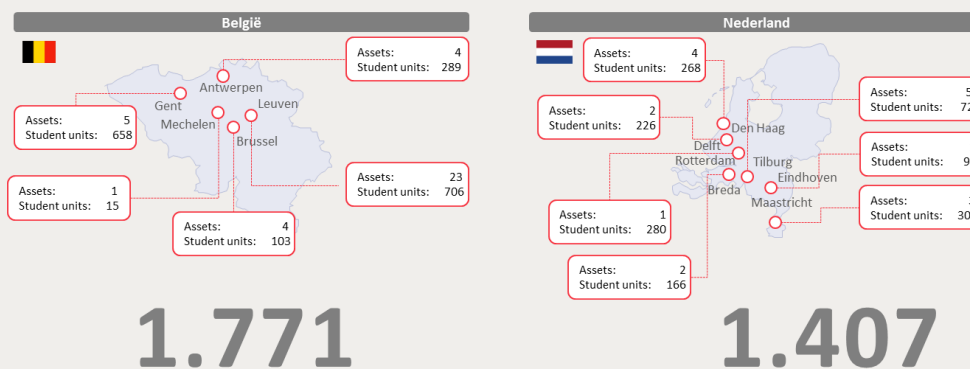 België
Assets: 4
Student units: 289
Antwerpen
Gent
Leuven
Mechelen
Brussel
Assets: 5
Student units: 658
Assets: 1
Student units: 15
Assets: 4
Student units: 103
Assets: 23
Student units: 706
1.771
Nederland
Assets: 4
Student units: 268
Assets: 2
Student units: 226
Den Haag
Delft
Rotterdam
Tilburg
Eindhoven
Breda
Maastricht
Assets: 5
Student units:
Assets:
Student units:
Assets:
Student units:
Assets: 1
Student units: 280
Assets: 2
Student units: 166
1.407